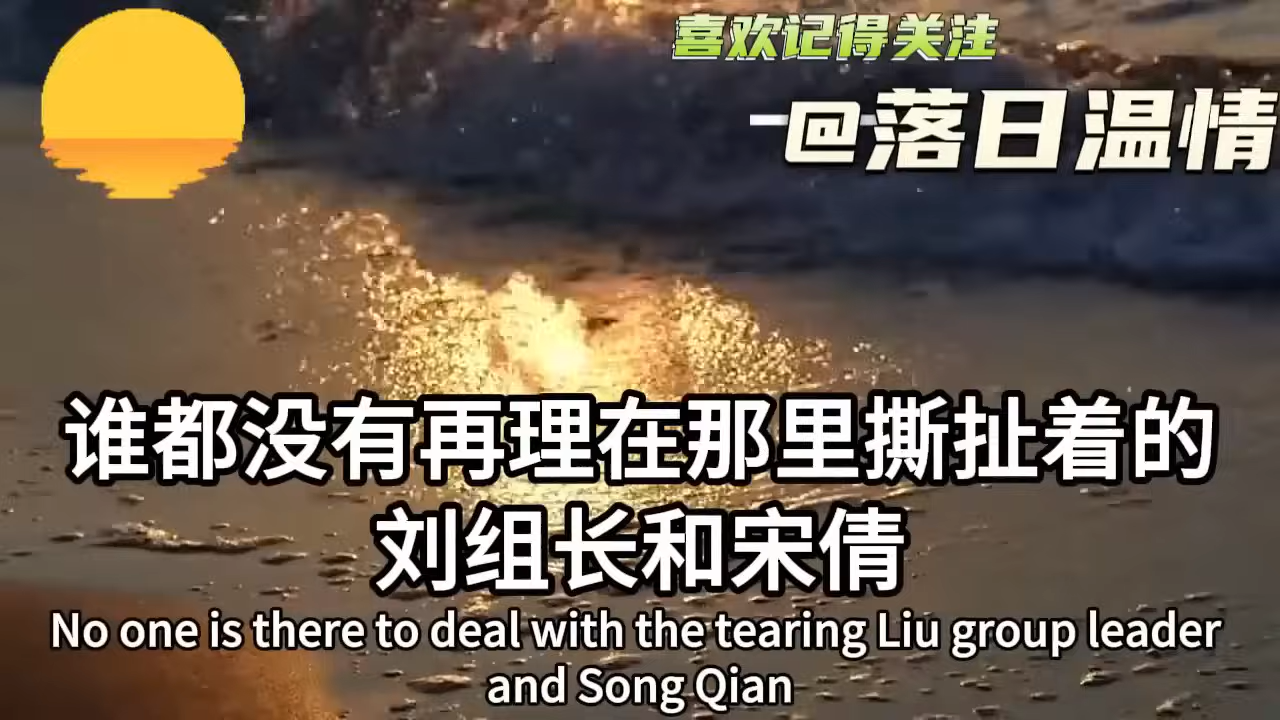 喜欢记得关注
@落日温情
谁都没有再理在那里撕扯着的
刘组长和宋倩
No one is there to deal with the tearing Liu group leader
and Song Qian